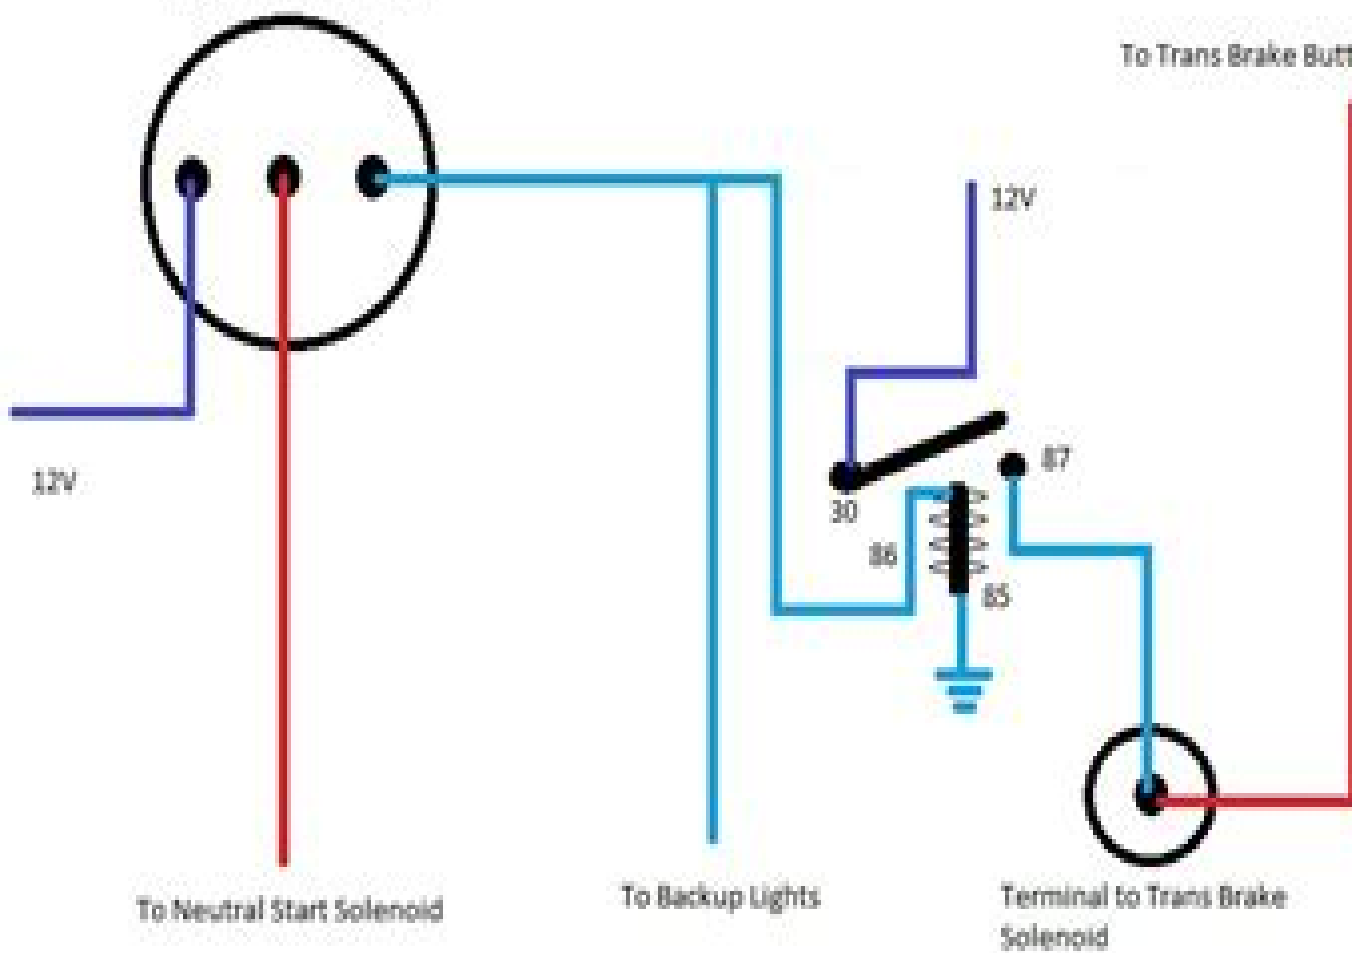 To Trans Brake Butt
12V
12V
87
30
86
85
To Neutral Start Solenoid
To Backup Lights
Terminal to Trans Brake
Solenoid